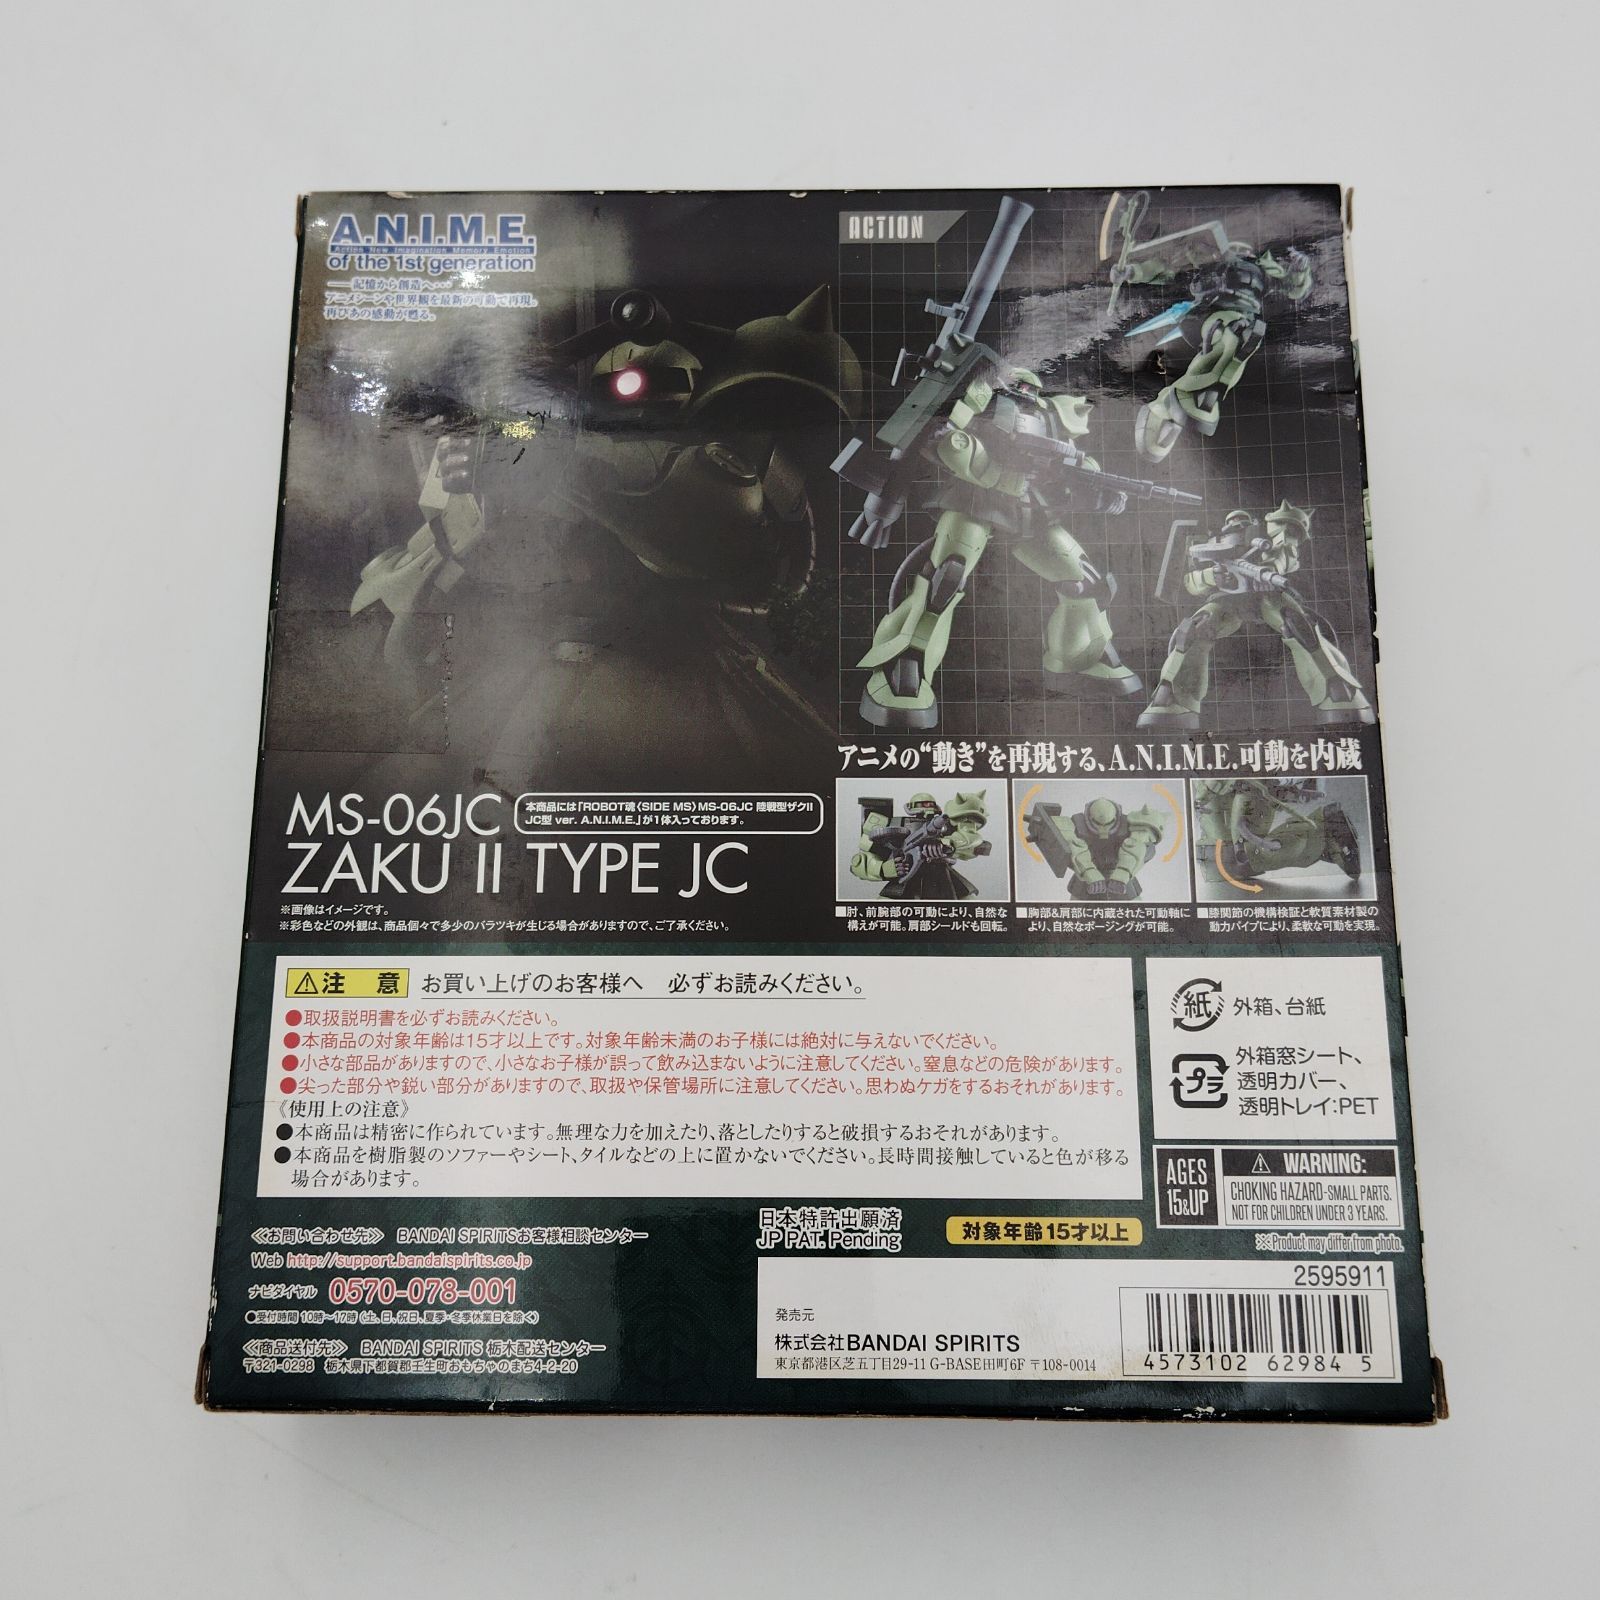 A.N.I.M.E.
Action New Imagination Memory Emotion
of the 1st generation
――記憶から創造へ…
アニメシーンや世界観を最新の可動で再現。
再びあの感動が甦る。
ACTION
アニメの“動き”を再現する、A.N.I.M.E.可動を内蔵
■肘、前腕部の可動により、自然な
構えが可能。肩部シールドも回転。
■胸部&肩部に内蔵された可動軸に
より、自然なポージングが可能。
■膝関節の機構検証と軟質素材製の
動力パイプにより、柔軟な可動を実現。
MS-06JC
本商品には「ROBOT魂〈SIDE MS〉MS-06JC 陸戦型ザクII
JC型 ver. A.N.I.M.E.」が1体入っております。
ZAKU II TYPE JC
※画像はイメージです。
※彩色などの外観は、商品個々で多少のバラツキが生じる場合がありますので、ご了承ください。
⚠注 意 お買い上げのお客様へ 必ずお読みください。
●取扱説明書を必ずお読みください。
●本商品の対象年齢は15才以上です。対象年齢未満のお子様には絶対に与えないでください。
●小さな部品がありますので、小さなお子様が誤って飲み込まないように注意してください。窒息などの危険があります。
●尖った部分や鋭い部分がありますので、取扱や保管場所に注意してください。思わぬケガをするおそれがあります。
《使用上の注意》
●本商品は精密に作られています。無理な力を加えたり、落としたりすると破損するおそれがあります。
●本商品を樹脂製のソファーやシート、タイルなどの上に置かないでください。長時間接触していると色が移る
場合があります。
紙 外箱、台紙
プラ 外箱窓シート、
透明カバー、
透明トレイ:PET
AGES
15&UP
⚠ WARNING:
CHOKING HAZARD-SMALL PARTS.
NOT FOR CHILDREN UNDER 3 YEARS.
※Product may differ from photo.
≪お問い合わせ先≫ BANDAI SPIRITSお客様相談センター
Web http://support.bandaispirits.co.jp
ナビダイヤル 0570-078-001
●受付時間 10時～17時 (土、日、祝日、夏季・冬季休業日を除く)
≪商品送付先≫ BANDAI SPIRITS 栃木配送センター
〒321-0298 栃木県下都賀郡壬生町おもちゃのまち4-2-20
日本特許出願済
JP PAT. Pending
対象年齢15才以上
2595911
発売元
株式会社BANDAI SPIRITS
東京都港区芝五丁目29-11 G-BASE田町6F 〒108-0014
4573102 62984 5